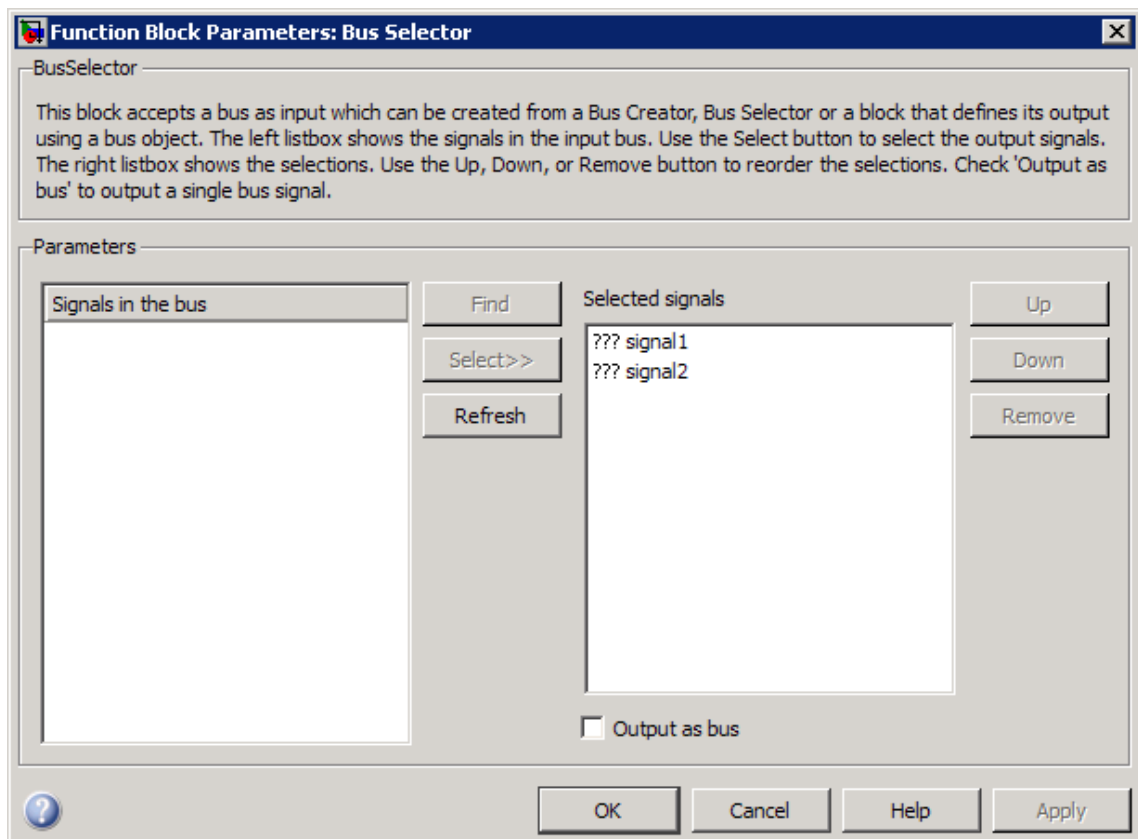 Function Block Parameters: Bus Selector
BusSelector
This block accepts a bus as input which can be created from a Bus Creator, Bus Selector or a block that defines its output
using a bus object. The left listbox shows the signals in the input bus. Use the Select button to select the output signals.
The right listbox shows the selections. Use the Up, Down, or Remove button to reorder the selections. Check 'Output as
bus' to output a single bus signal.
Parameters
Signals in the bus
Find
Select>>
Refresh
Selected signals
??? signal1
??? signal2
Up
Down
Remove
Output as bus
?
OK
Cancel
Help
Apply